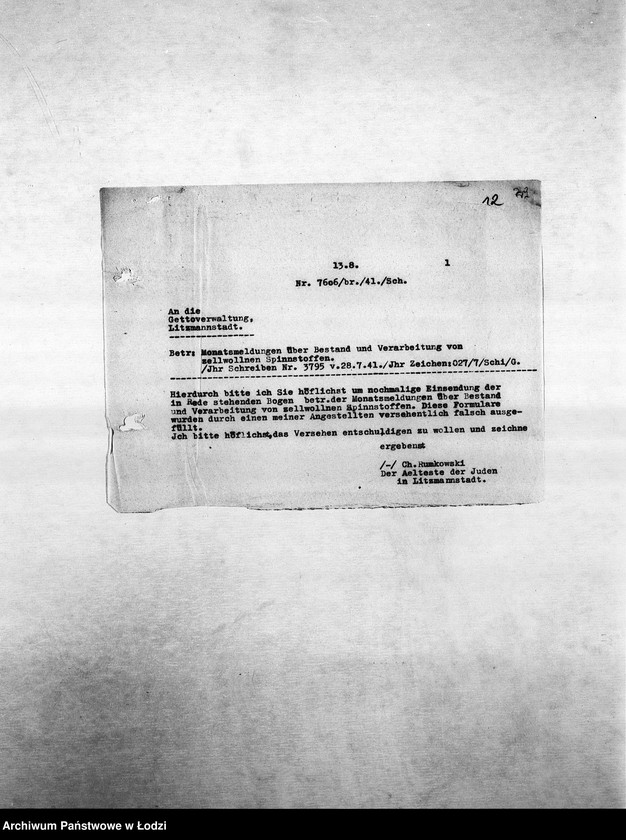 12
13.8. 1
Nr. 7606/br./41./Sch.
An die
Gettoverwaltung,
Litzmannstadt.
Betr: Monatsmeldungen über Bestand und Verarbeitung von
zellwollnen Spinnstoffen.
/Jhr Schreiben Nr. 3795 v.28.7.41./Jhr Zeichen:027/7/Schi/G.
Hierdurch bitte ich Sie höflichst um nochmalige Einsendung der
in Rede stehenden Bogen betr.der Monatsmeldungen über Bestand
und Verarbeitung von zellwollnen Spinnstoffen. Diese Formulare
wurden durch einen meiner Angestellten versehentlich falsch ausge-
füllt.
Jch bitte höflichst,das Versehen entschuldigen zu wollen und zeichne
ergebenst
/-/ Ch.Rumkowski
Der Aelteste der Juden
in Litzmannstadt.
Archiwum Państwowe w Łodzi